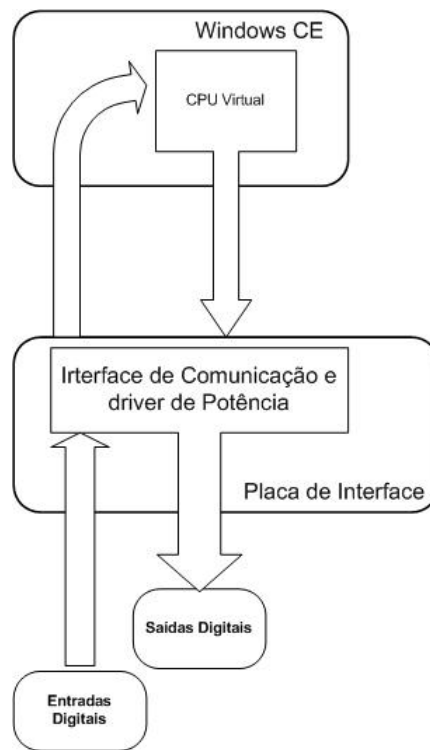 Windows CE
CPU Virtual
Irterface de Comunicação e
driver de Potência
Placa de Interface
Saídas Digitais
Entradas
Digitais